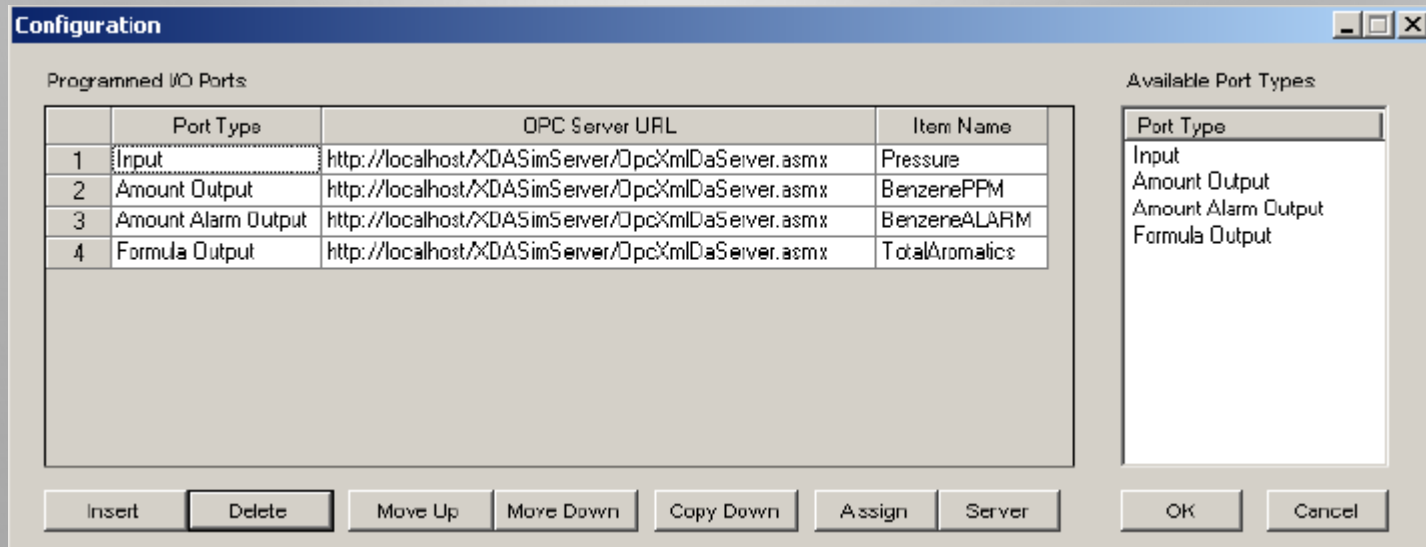 Configuration
Programmed I/O Ports:
Available Port Types:
Port Type OPC Server URL Item Name
1 Input http://localhost/XDASimServer/OpcXmlDaServer.asmx Pressure
2 Amount Output http://localhost/XDASimServer/OpcXmlDaServer.asmx BenzenePPM
3 Amount Alarm Output http://localhost/XDASimServer/OpcXmlDaServer.asmx BenzeneALARM
4 Formula Output http://localhost/XDASimServer/OpcXmlDaServer.asmx TotalAromatics
Port Type
Input
Amount Output
Amount Alarm Output
Formula Output
Insert Delete Move Up Move Down Copy Down Assign Server OK Cancel